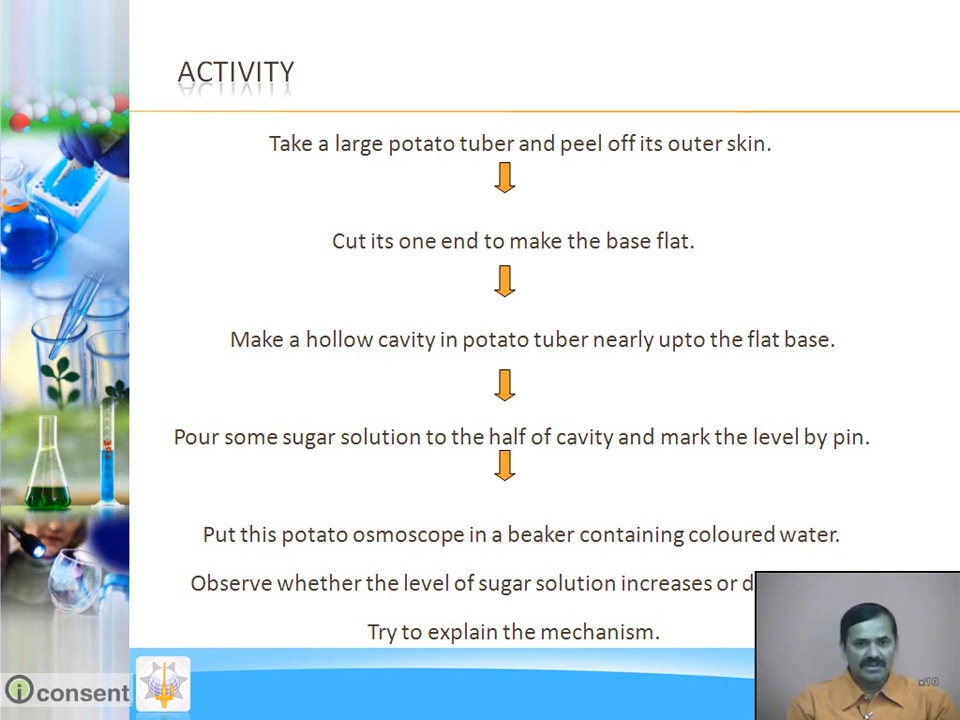 ACTIVITY
Take a large potato tuber and peel off its outer skin.
Cut its one end to make the base flat.
Make a hollow cavity in potato tuber nearly upto the flat base.
Pour some sugar solution to the half of cavity and mark the level by pin.
Put this potato osmoscope in a beaker containing coloured water.
Observe whether the level of sugar solution increases or d
Try to explain the mechanism.
iconsent
x10